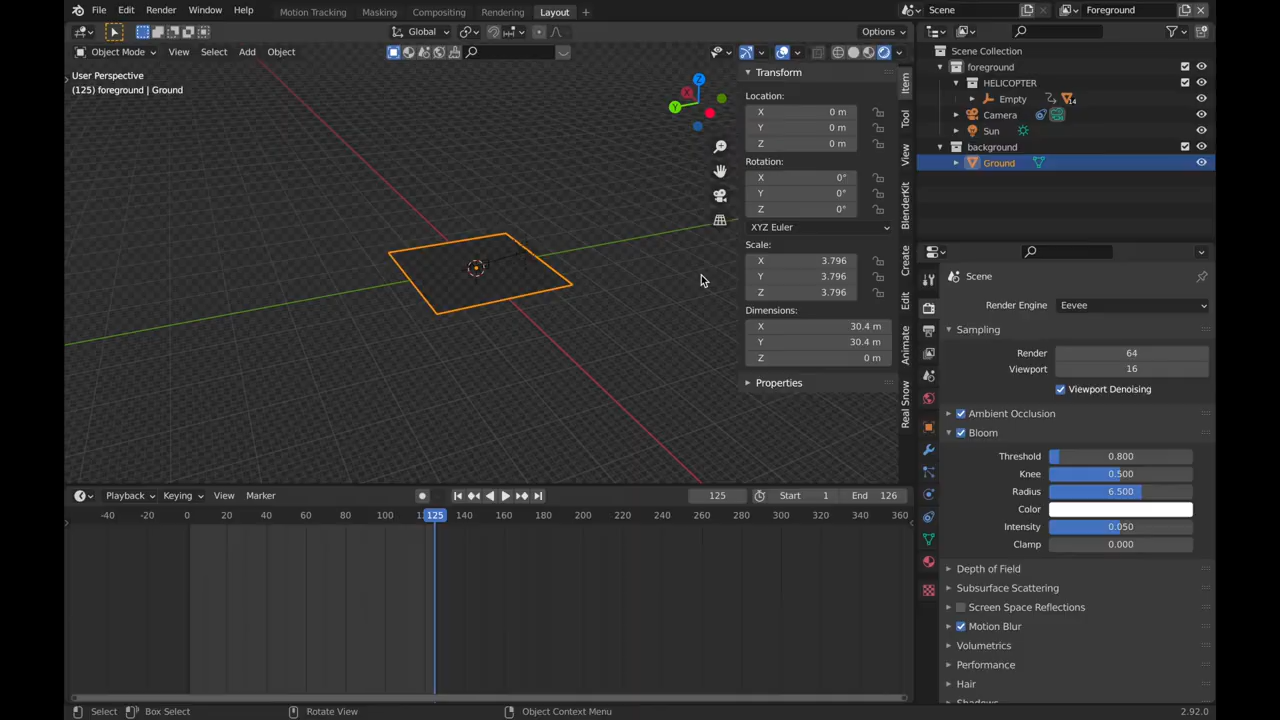 File Edit Render Window Help Motion Tracking Masking Compositing Rendering Layout + Scene Foreground
Global Options
Object Mode View Select Add Object
User Perspective
(125) foreground | Ground
X
Y
Z
Transform
Location:
X 0 m
Y 0 m
Z 0 m
Rotation:
X 0°
Y 0°
Z 0°
XYZ Euler
Scale:
X 3.796
Y 3.796
Z 3.796
Dimensions:
X 30.4 m
Y 30.4 m
Z 0 m
Properties
Item
Tool
View
BlenderKit
Create
Edit
Animate
Real Snow
Scene Collection
foreground
HELICOPTER
Empty 14
Camera
Sun
background
Ground
Scene
Render Engine Eevee
Sampling
Render 64
Viewport 16
Viewport Denoising
Ambient Occlusion
Bloom
Threshold 0.800
Knee 0.500
Radius 6.500
Color
Intensity 0.050
Clamp 0.000
Depth of Field
Subsurface Scattering
Screen Space Reflections
Motion Blur
Volumetrics
Performance
Hair
Shadows
Playback Keying View Marker 125 Start 1 End 126
-40 -20 0 20 40 60 80 100 125 140 160 180 200 220 240 260 280 300 320 340 360
Select Box Select Rotate View Object Context Menu 2.92.0